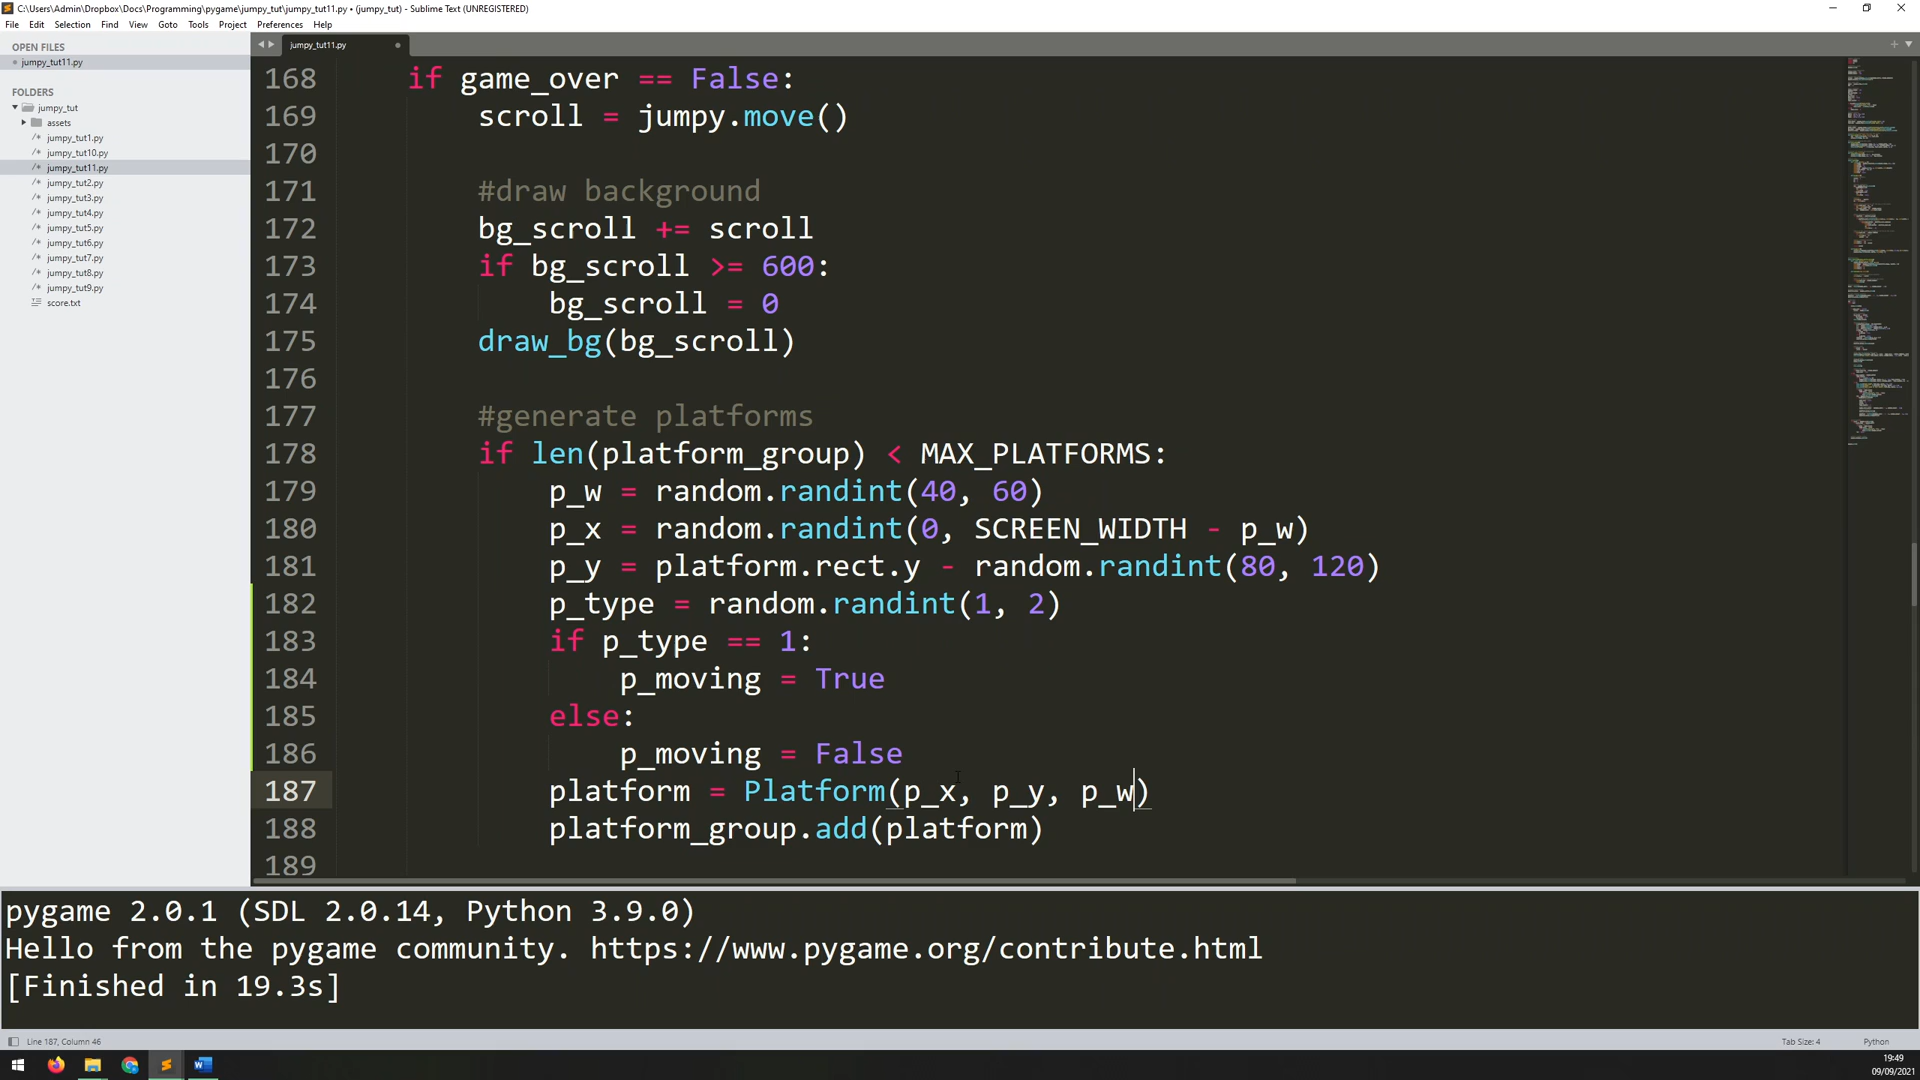 C:\Users\Admin\Dropbox\Docs\Programming\pygame\jumpy_tut\jumpy_tut11.py • (jumpy_tut) - Sublime Text (UNREGISTERED)
File Edit Selection Find View Goto Tools Project Preferences Help
OPEN FILES
jumpy_tut11.py
FOLDERS
jumpy_tut
assets
/* jumpy_tut1.py
/* jumpy_tut10.py
/* jumpy_tut11.py
/* jumpy_tut2.py
/* jumpy_tut3.py
/* jumpy_tut4.py
/* jumpy_tut5.py
/* jumpy_tut6.py
/* jumpy_tut7.py
/* jumpy_tut8.py
/* jumpy_tut9.py
score.txt
jumpy_tut11.py
168 if game_over == False:
169 scroll = jumpy.move()
170
171 #draw background
172 bg_scroll += scroll
173 if bg_scroll >= 600:
174 bg_scroll = 0
175 draw_bg(bg_scroll)
176
177 #generate platforms
178 if len(platform_group) < MAX_PLATFORMS:
179 p_w = random.randint(40, 60)
180 p_x = random.randint(0, SCREEN_WIDTH - p_w)
181 p_y = platform.rect.y - random.randint(80, 120)
182 p_type = random.randint(1, 2)
183 if p_type == 1:
184 p_moving = True
185 else:
186 p_moving = False
187 platform = Platform(p_x, p_y, p_w)
188 platform_group.add(platform)
189
pygame 2.0.1 (SDL 2.0.14, Python 3.9.0)
Hello from the pygame community. https://www.pygame.org/contribute.html
[Finished in 19.3s]
Line 187, Column 46
Tab Size: 4
Python
19:49
09/09/2021